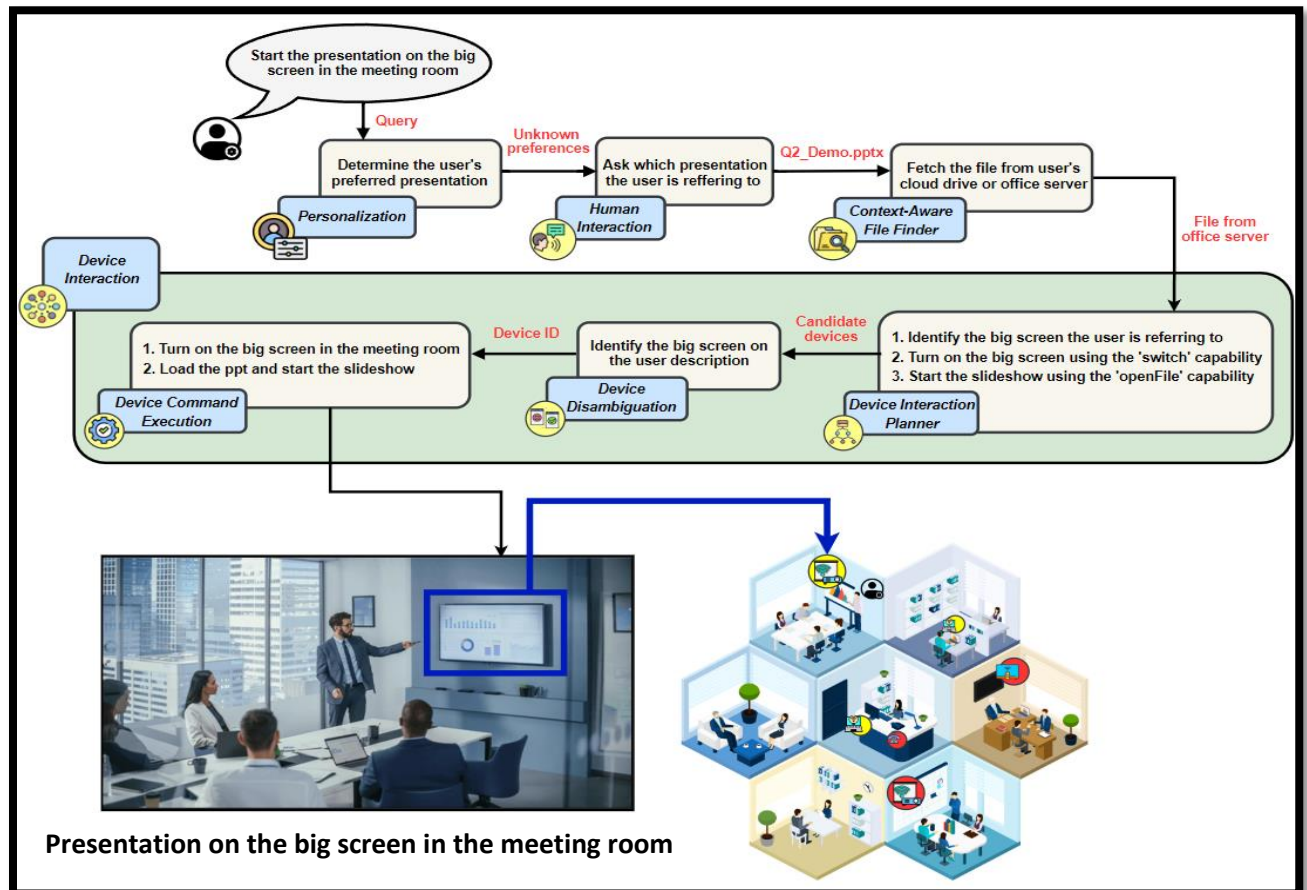 Start the presentation on the big
screen in the meeting room
Query
Determine the user's
preferred presentation
Personalization
Unknown
preferences
Ask which presentation
the user is reffering to
Human
Interaction
Q2_Demo.pptx
Fetch the file from user's
cloud drive or office server
Context-Aware
File Finder
File from
office server
Device
Interaction
1. Identify the big screen the user is referring to
2. Turn on the big screen using the 'switch' capability
3. Start the slideshow using the 'openFile' capability
Device Interaction
Planner
Candidate
devices
Identify the big screen on
the user description
Device
Disambiguation
Device ID
1. Turn on the big screen in the meeting room
2. Load the ppt and start the slideshow
Device Command
Execution
Presentation on the big screen in the meeting room